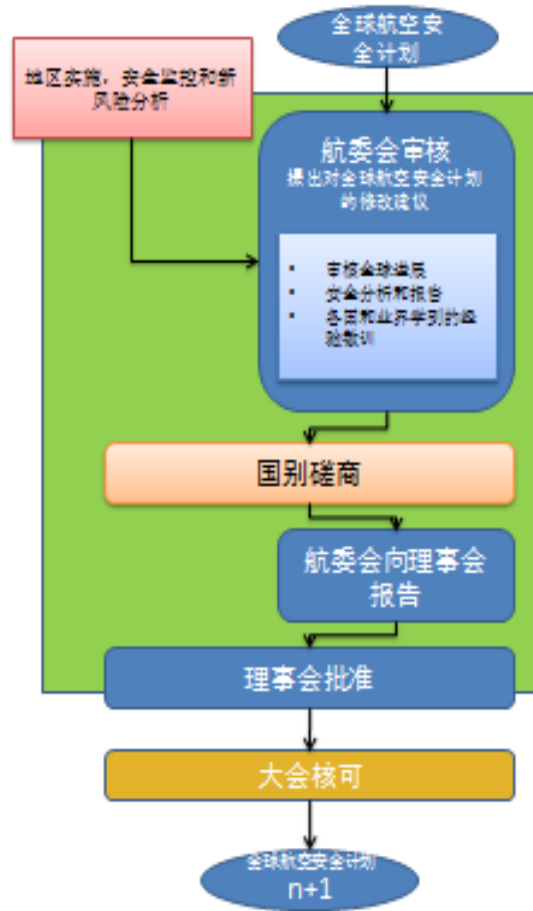 全球航空安
全计划
地区实施，安全监控和新
风险分析
航委会审核
提出对全球航空安全计划
的修改建议
• 审核全球进展
• 安全分析和报告
• 各国和业界学到的经
验教训
国别磋商
航委会向理事会
报告
理事会批准
大会核可
全球航空安全计划
n+1